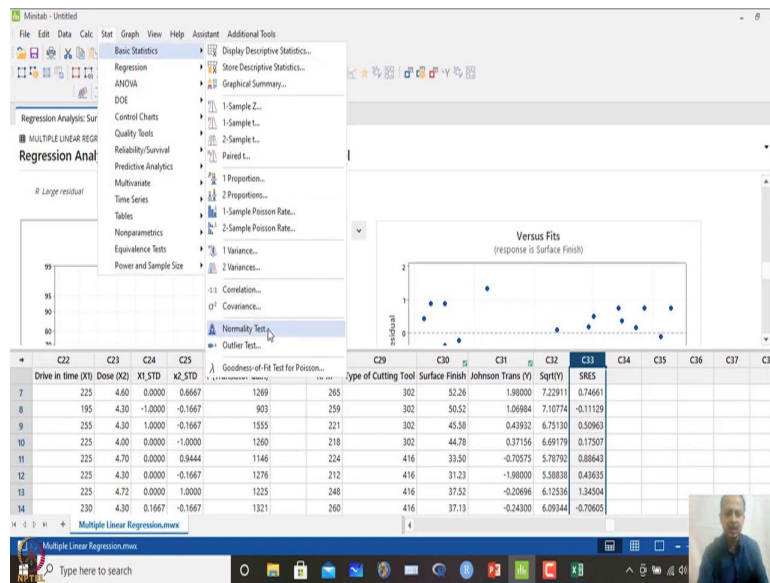 Minitab - Untitled
File Edit Data Calc Stat Graph View Help Assistant Additional Tools
Basic Statistics
Regression
ANOVA
DOE
Control Charts
Quality Tools
Reliability/Survival
Predictive Analytics
Multivariate
Time Series
Tables
Nonparametrics
Equivalence Tests
Power and Sample Size
Display Descriptive Statistics...
Store Descriptive Statistics...
Graphical Summary...
1-Sample Z...
1-Sample t...
2-Sample t...
Paired t...
1 Proportion...
2 Proportions...
1-Sample Poisson Rate...
2-Sample Poisson Rate...
1 Variance...
2 Variances...
Correlation...
Covariance...
Normality Test...
Outlier Test...
Goodness-of-Fit Test for Poisson...
Regression Analysis: Sur
MULTIPLE LINEAR REGR
Regression Anal
R Large residual
99
95
90
80
Versus Fits
(response is Surface Finish)
2
1
0
esidual
C22 C23 C24 C25 C29 C30 C31 C32 C33 C34 C35 C36 C37 C3
Drive in time (X1) Dose (X2) X1_STD x2_STD Type of Cutting Tool Surface Finish Johnson Trans (Y) Sqrt(Y) SRES
7 225 4.60 0.0000 0.6667 1269 265 302 52.26 1.98000 7.22911 0.74661
8 195 4.30 -1.0000 -0.1667 903 259 302 50.52 1.06984 7.10774 -0.11129
9 255 4.30 1.0000 -0.1667 1555 221 302 45.58 0.43932 6.75130 0.50963
10 225 4.00 0.0000 -1.0000 1260 218 302 44.78 0.37156 6.69179 0.17507
11 225 4.70 0.0000 0.9444 1146 224 416 33.50 -0.70575 5.78792 0.88643
12 225 4.30 0.0000 -0.1667 1276 212 416 31.23 -1.98000 5.58838 0.43635
13 225 4.72 0.0000 1.0000 1225 248 416 37.52 -0.20696 6.12536 1.34504
14 230 4.30 0.1667 -0.1667 1321 260 416 37.13 -0.24300 6.09344 -0.70605
Multiple Linear Regression.mwx
Multiple Linear Regression.mwx
Type here to search
NPTEL